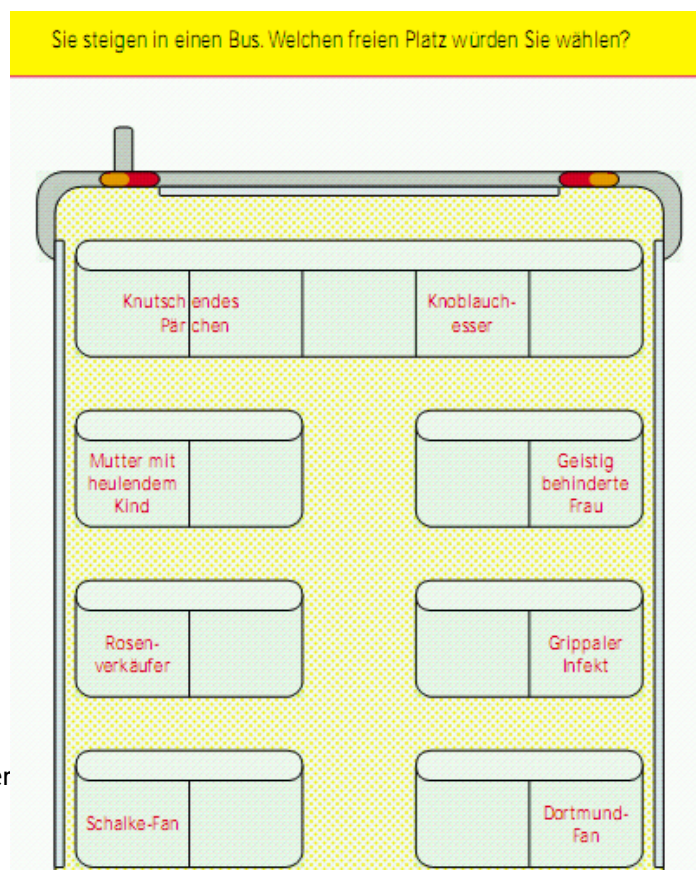 Sie steigen in einen Bus. Welchen freien Platz würden Sie wählen?
Knutschendes
Pärchen
Knoblauch-
esser
Mutter mit
heulendem
Kind
Geistig
behinderte
Frau
Rosen-
verkäufer
Grippaler
Infekt
er
Schalke-Fan
Dortmund-
Fan